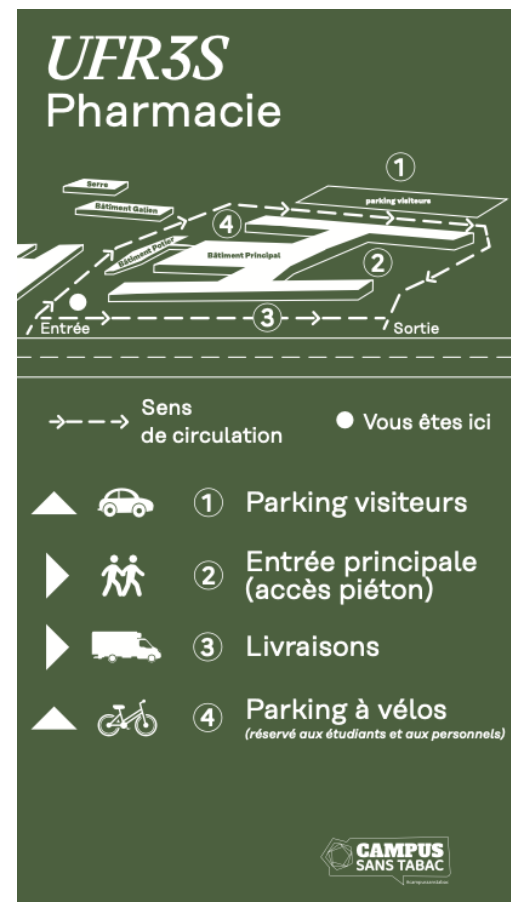 UFR3S
Pharmacie
1
Serre
parking visiteurs
Bâtiment Galien
4
Bâtiment Potier
Bâtiment Principal
2
3
Entrée
Sortie
Sens
de circulation
Vous êtes ici
1 Parking visiteurs
2 Entrée principale
(accès piéton)
3 Livraisons
4 Parking à vélos
(réservé aux étudiants et aux personnels)
CAMPUS
SANS TABAC
#campussanstabac